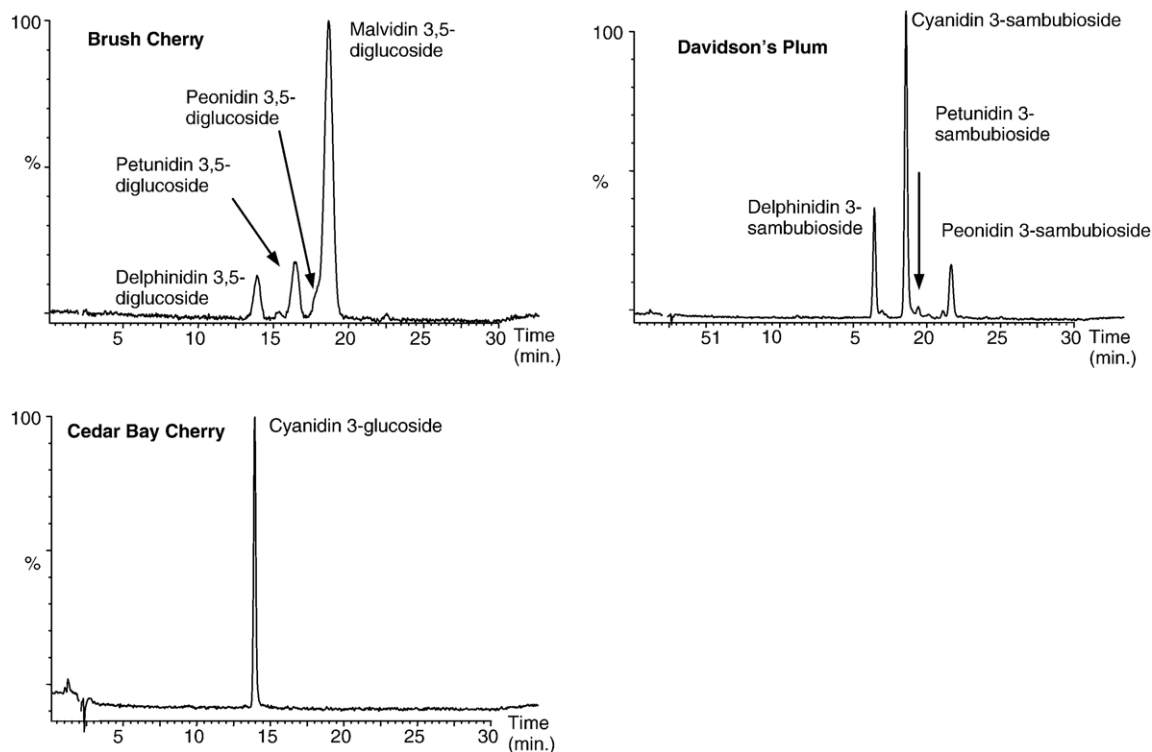 100
Brush Cherry
Malvidin 3,5-
diglucoside
Peonidin 3,5-
diglucoside
%
Petunidin 3,5-
diglucoside
Delphinidin 3,5-
diglucoside
5
10
15
20
25
30
Time
(min.)
Cyanidin 3-sambubioside
100
Davidson's Plum
Petunidin 3-
sambubioside
%
Delphinidin 3-
sambubioside
Peonidin 3-sambubioside
51
10
5
20
25
30
Time
(min.)
100
Cedar Bay Cherry
Cyanidin 3-glucoside
%
5
10
15
20
25
30
Time
(min.)